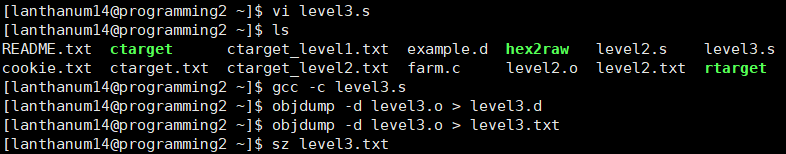 [lanthanum14@programming2 ~]$ vi level3.s
[lanthanum14@programming2 ~]$ ls
README.txt  ctarget      ctarget_level1.txt  example.d  hex2raw   level2.s    level3.s
cookie.txt  ctarget.txt  ctarget_level2.txt  farm.c     level2.o  level2.txt  rtarget
[lanthanum14@programming2 ~]$ gcc -c level3.s
[lanthanum14@programming2 ~]$ objdump -d level3.o > level3.d
[lanthanum14@programming2 ~]$ objdump -d level3.o > level3.txt
[lanthanum14@programming2 ~]$ sz level3.txt